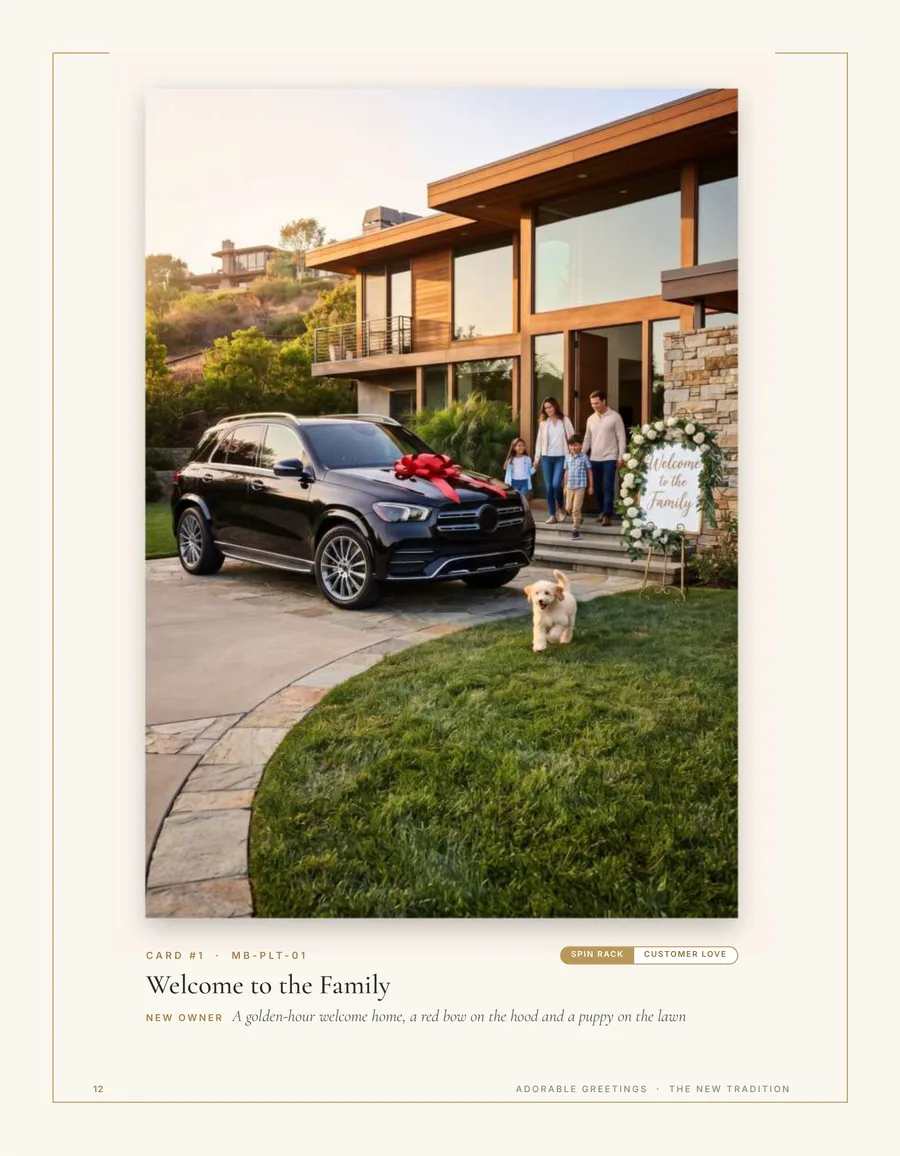 Welcome
to the
Family
CARD #1 · MB-PLT-01
SPIN RACK
CUSTOMER LOVE
Welcome to the Family
NEW OWNER A golden-hour welcome home, a red bow on the hood and a puppy on the lawn
12
ADORABLE GREETINGS · THE NEW TRADITION